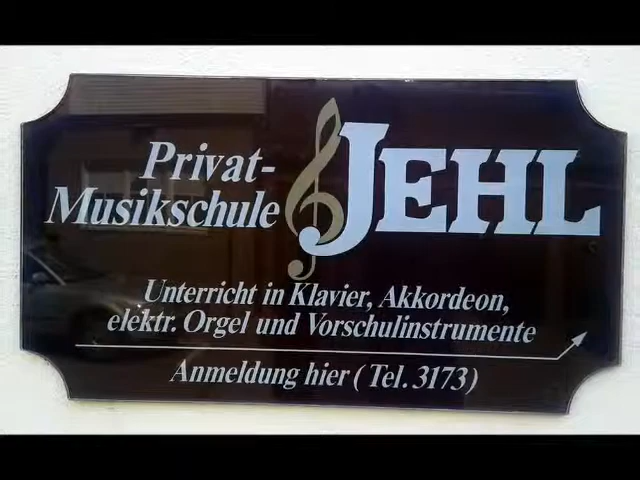 Privat-
Musikschule
JEHL
Unterricht in Klavier, Akkordeon,
elektr. Orgel und Vorschulinstrumente
Anmeldung hier (Tel. 3173)